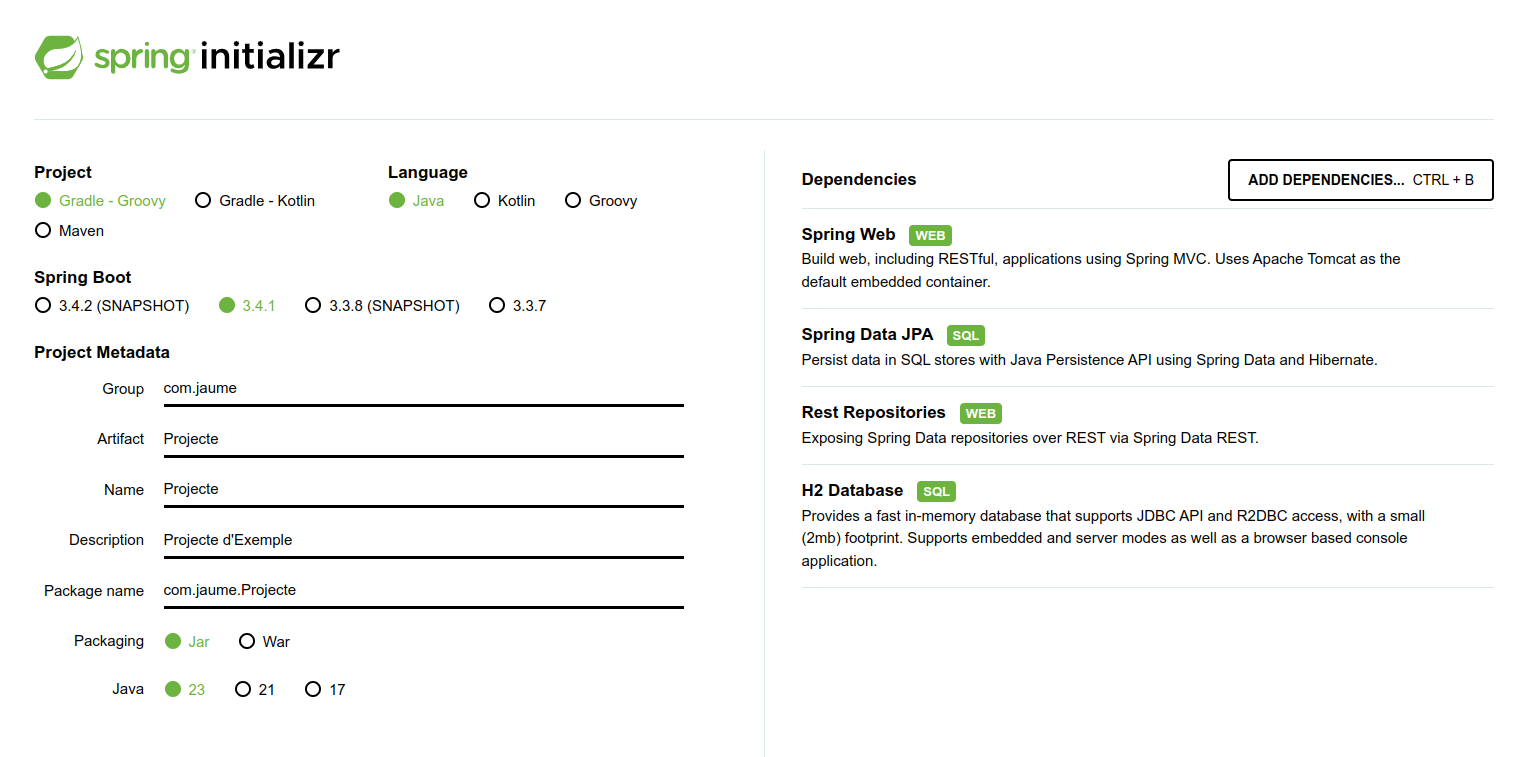 spring initializr
Project
Gradle - Groovy Gradle - Kotlin
Maven
Language
Java Kotlin Groovy
Spring Boot
3.4.2 (SNAPSHOT) 3.4.1 3.3.8 (SNAPSHOT) 3.3.7
Project Metadata
Group com.jaume
Artifact Projecte
Name Projecte
Description Projecte d'Exemple
Package name com.jaume.Projecte
Packaging Jar War
Java 23 21 17
Dependencies ADD DEPENDENCIES... CTRL + B
Spring Web WEB
Build web, including RESTful, applications using Spring MVC. Uses Apache Tomcat as the
default embedded container.
Spring Data JPA SQL
Persist data in SQL stores with Java Persistence API using Spring Data and Hibernate.
Rest Repositories WEB
Exposing Spring Data repositories over REST via Spring Data REST.
H2 Database SQL
Provides a fast in-memory database that supports JDBC API and R2DBC access, with a small
(2mb) footprint. Supports embedded and server modes as well as a browser based console
application.